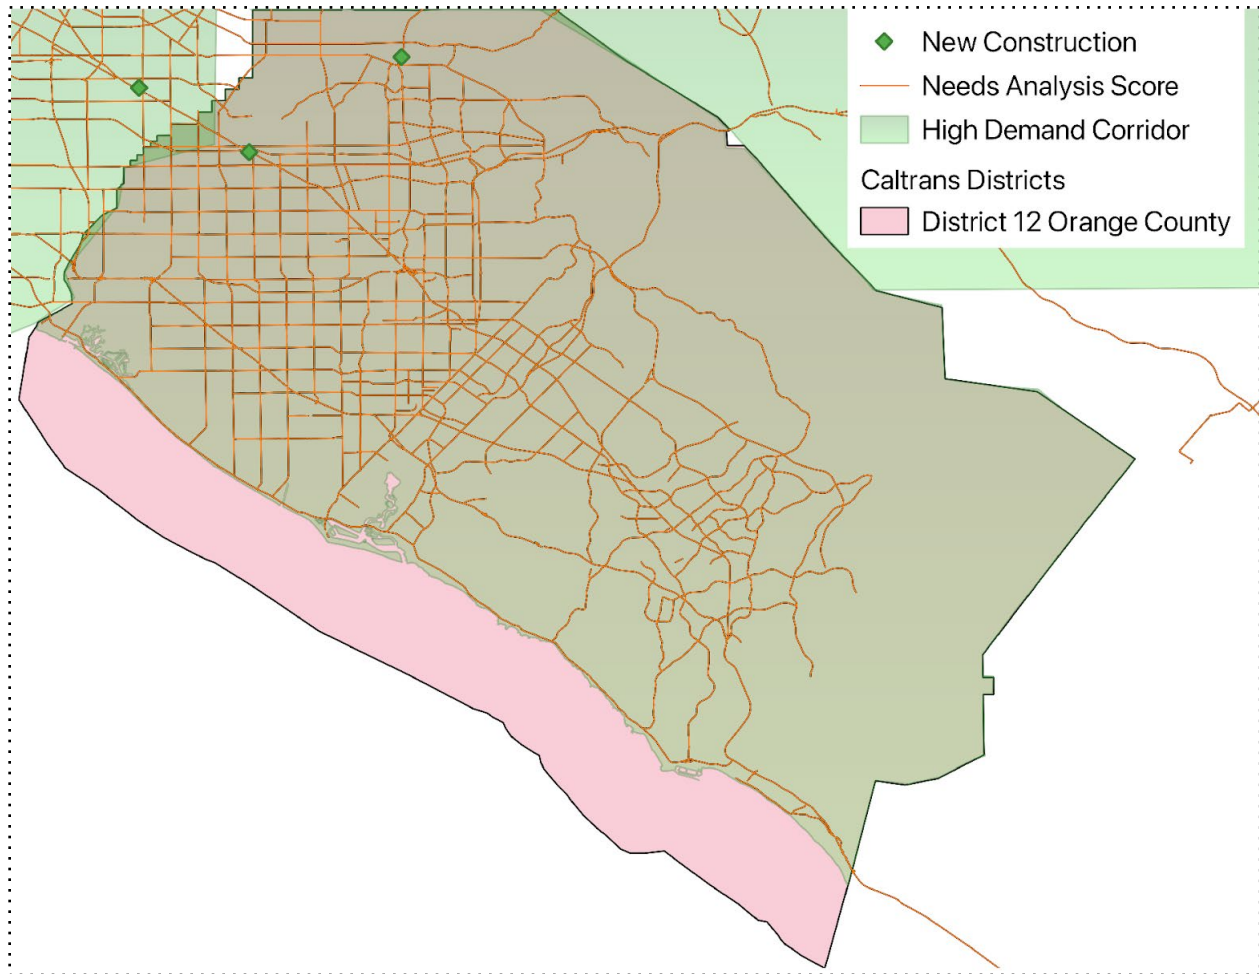 New Construction
Needs Analysis Score
High Demand Corridor
Caltrans Districts
District 12 Orange County